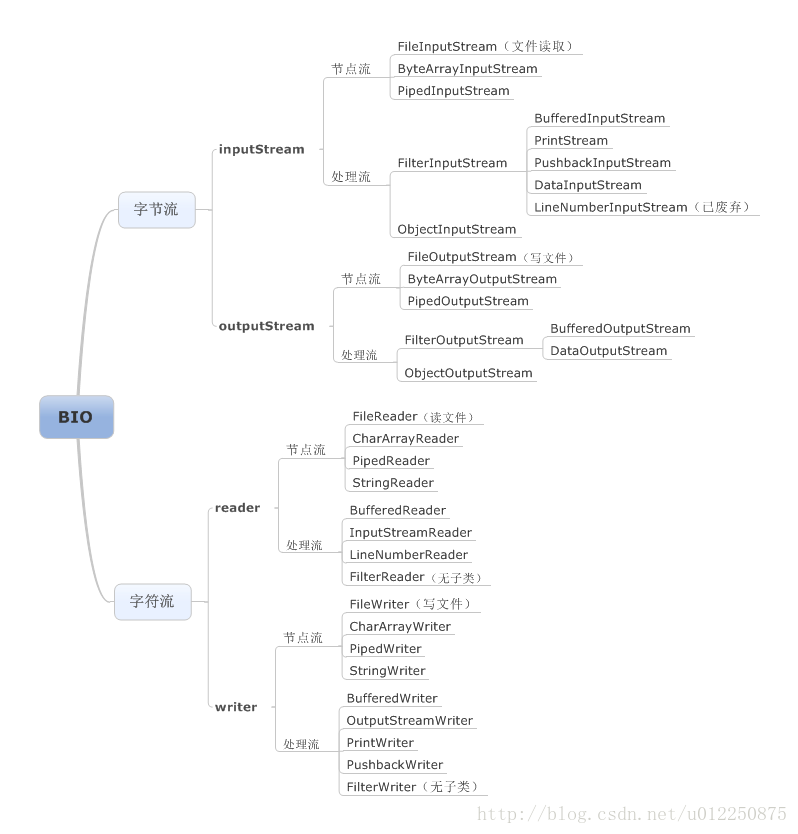 BIO
字节流
inputStream
节点流
FileInputStream（文件读取）
ByteArrayInputStream
PipedInputStream
处理流
FilterInputStream
BufferedInputStream
PrintStream
PushbackInputStream
DataInputStream
LineNumberInputStream（已废弃）
ObjectInputStream
outputStream
节点流
FileOutputStream（写文件）
ByteArrayOutputStream
PipedOutputStream
处理流
FilterOutputStream
BufferedOutputStream
DataOutputStream
ObjectOutputStream
字符流
reader
节点流
FileReader（读文件）
CharArrayReader
PipedReader
StringReader
处理流
BufferedReader
InputStreamReader
LineNumberReader
FilterReader（无子类）
writer
节点流
FileWriter（写文件）
CharArrayWriter
PipedWriter
StringWriter
处理流
BufferedWriter
OutputStreamWriter
PrintWriter
PushbackWriter
FilterWriter（无子类）
http://blog.csdn.net/u012250875